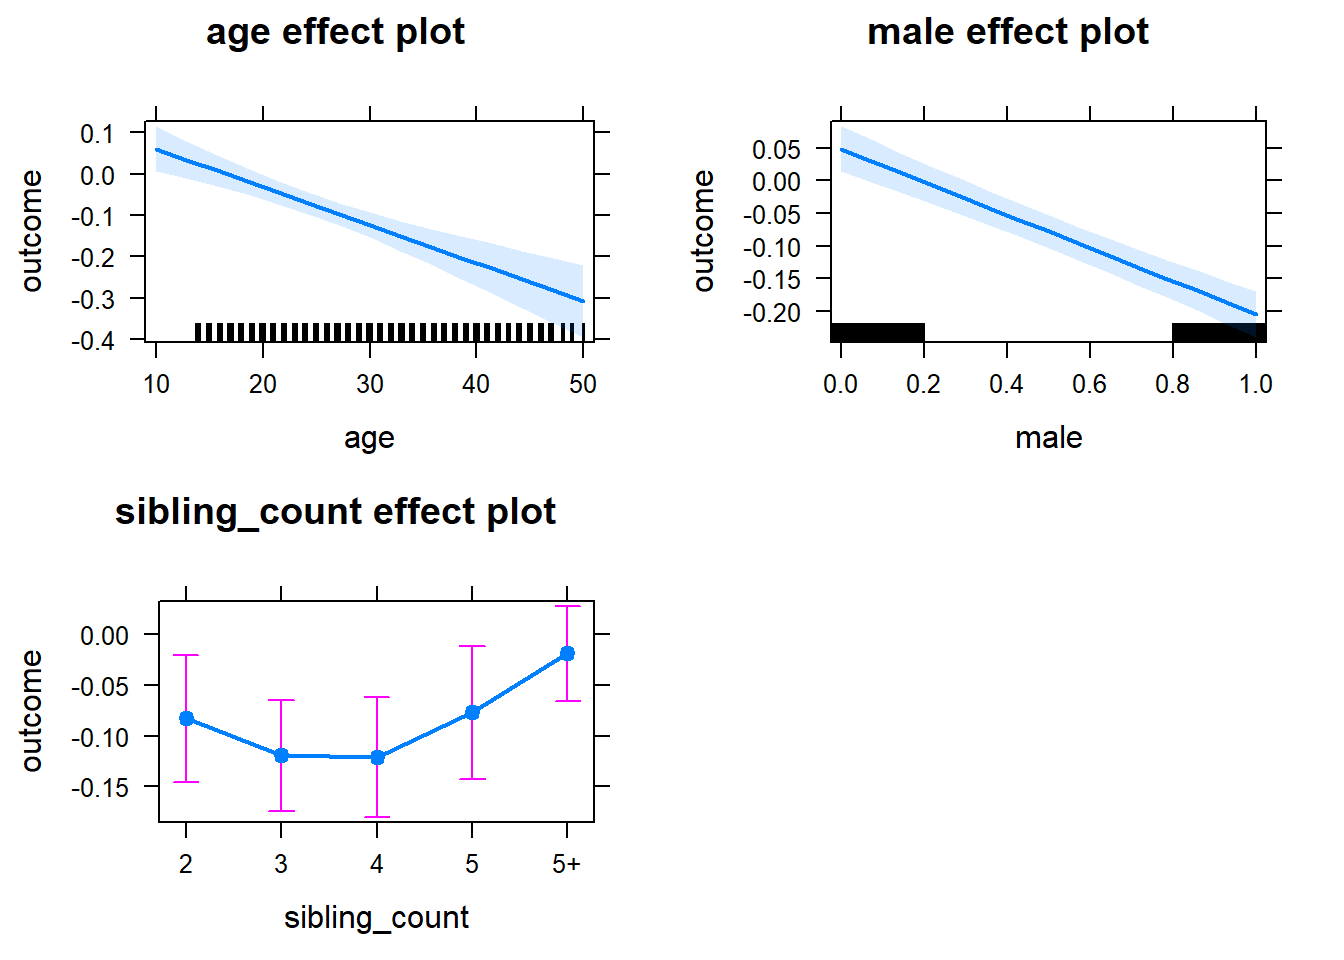 age effect plot
outcome
0.1
0.0
-0.1
-0.2
-0.3
-0.4
10 20 30 40 50
age
male effect plot
outcome
0.05
0.00
-0.05
-0.10
-0.15
-0.20
0.0 0.2 0.4 0.6 0.8 1.0
male
sibling_count effect plot
outcome
0.00
-0.05
-0.10
-0.15
2 3 4 5 5+
sibling_count